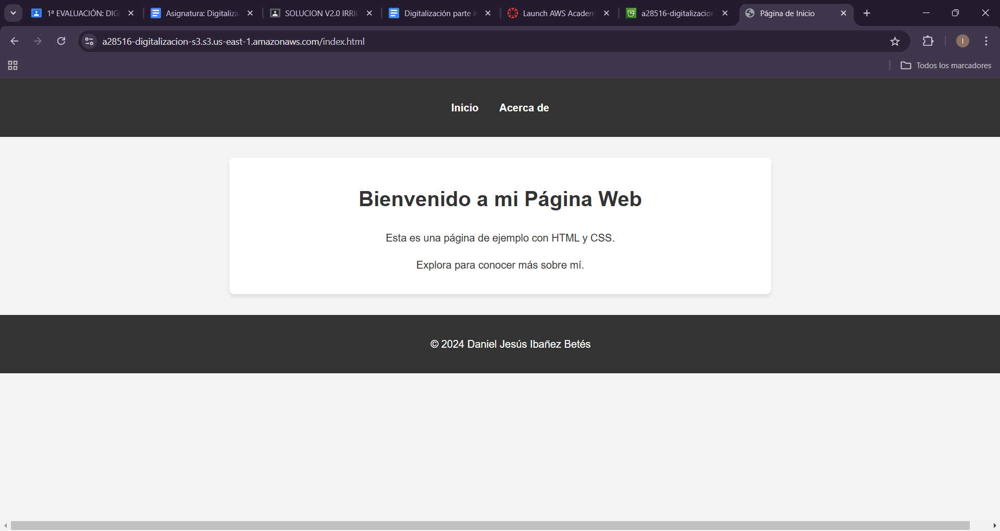 1ª EVALUACIÓN: DIG
Asignatura: Digitaliza
SOLUCION V2.0 IRRIG
Digitalización parte i
Launch AWS Academ
a28516-digitalizacion
Página de Inicio
a28516-digitalizacion-s3.s3.us-east-1.amazonaws.com/index.html
I
Todos los marcadores
Inicio
Acerca de
Bienvenido a mi Página Web
Esta es una página de ejemplo con HTML y CSS.
Explora para conocer más sobre mí.
© 2024 Daniel Jesús Ibañez Betés